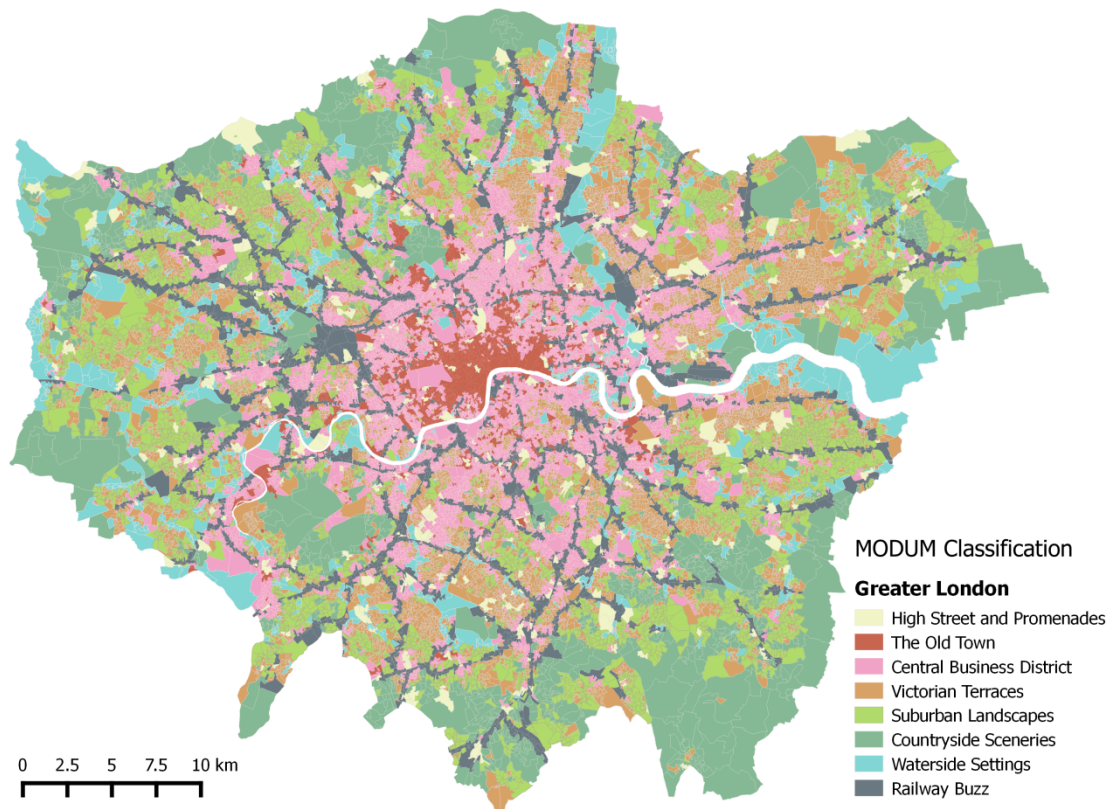 MODUM Classification
Greater London
High Street and Promenades
The Old Town
Central Business District
Victorian Terraces
Suburban Landscapes
Countryside Sceneries
Waterside Settings
Railway Buzz
0 2.5 5 7.5 10 km